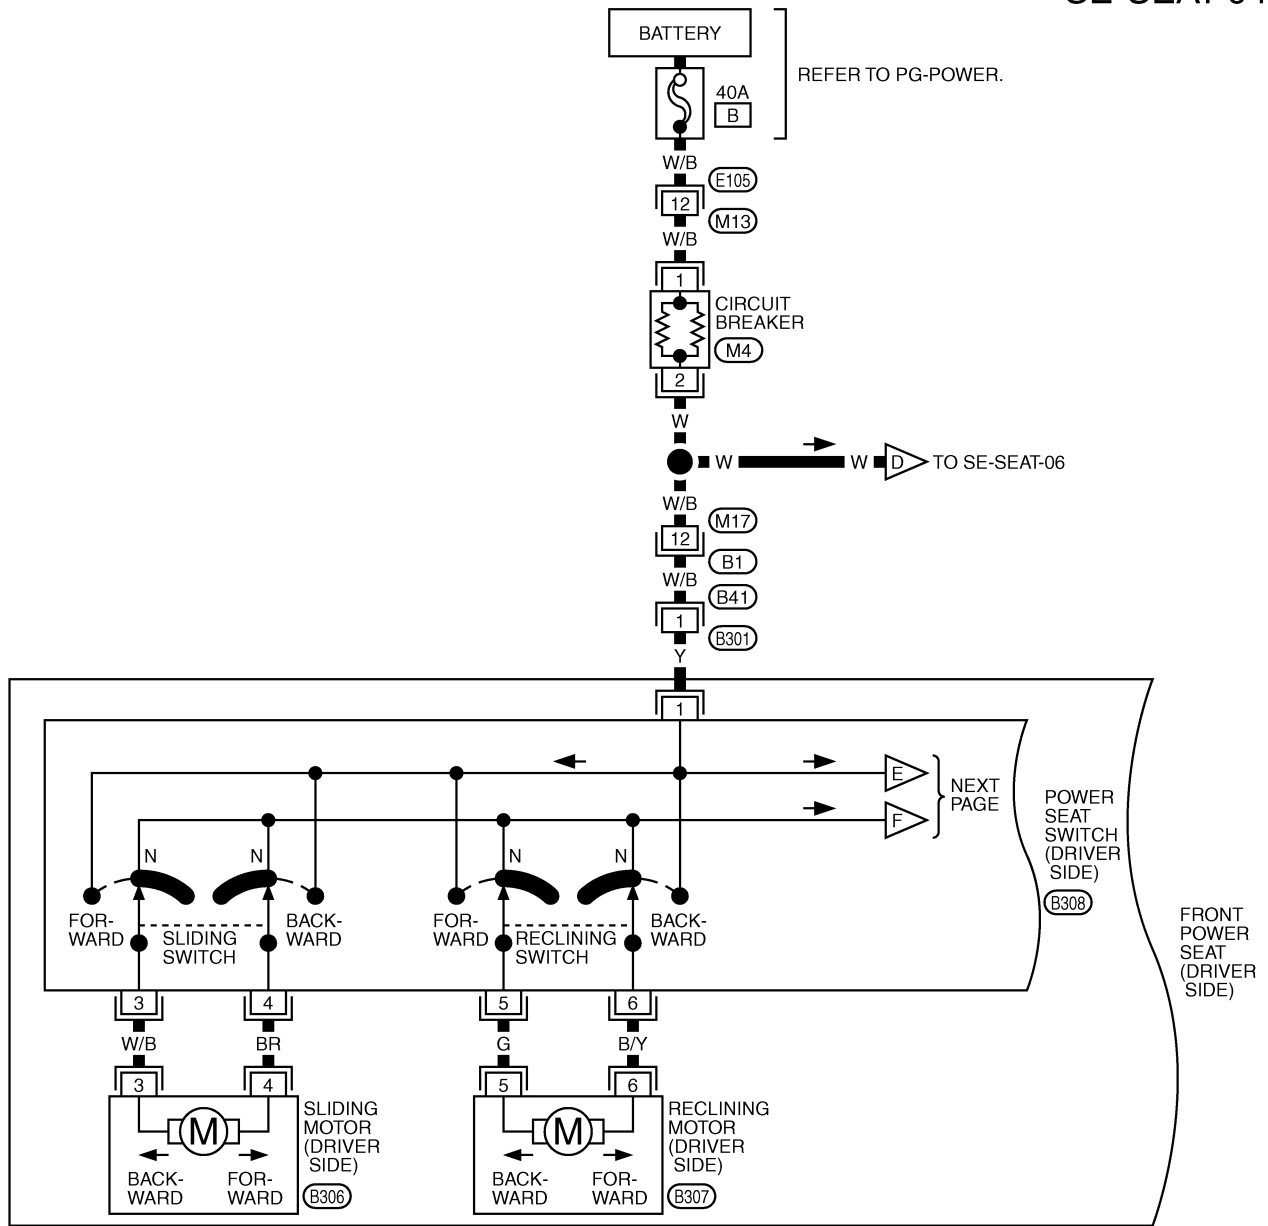 BATTERY
REFER TO PG-POWER.
40A
B
W/B
E105
12
M13
W/B
1
CIRCUIT
BREAKER
M4
2
W
W W D TO SE-SEAT-06
W/B
M17
12
B1
W/B
B41
1
B301
Y
1
E
F
NEXT
PAGE
POWER
SEAT
SWITCH
(DRIVER
SIDE)
B308
FRONT
POWER
SEAT
(DRIVER
SIDE)
N N N N
FOR-
WARD
SLIDING
SWITCH
BACK-
WARD
FOR-
WARD
RECLINING
SWITCH
BACK-
WARD
3 4 5 6
W/B BR G B/Y
3 4 5 6
M
BACK-
WARD
FOR-
WARD
SLIDING
MOTOR
(DRIVER
SIDE)
B306
M
BACK-
WARD
FOR-
WARD
RECLINING
MOTOR
(DRIVER
SIDE)
B307